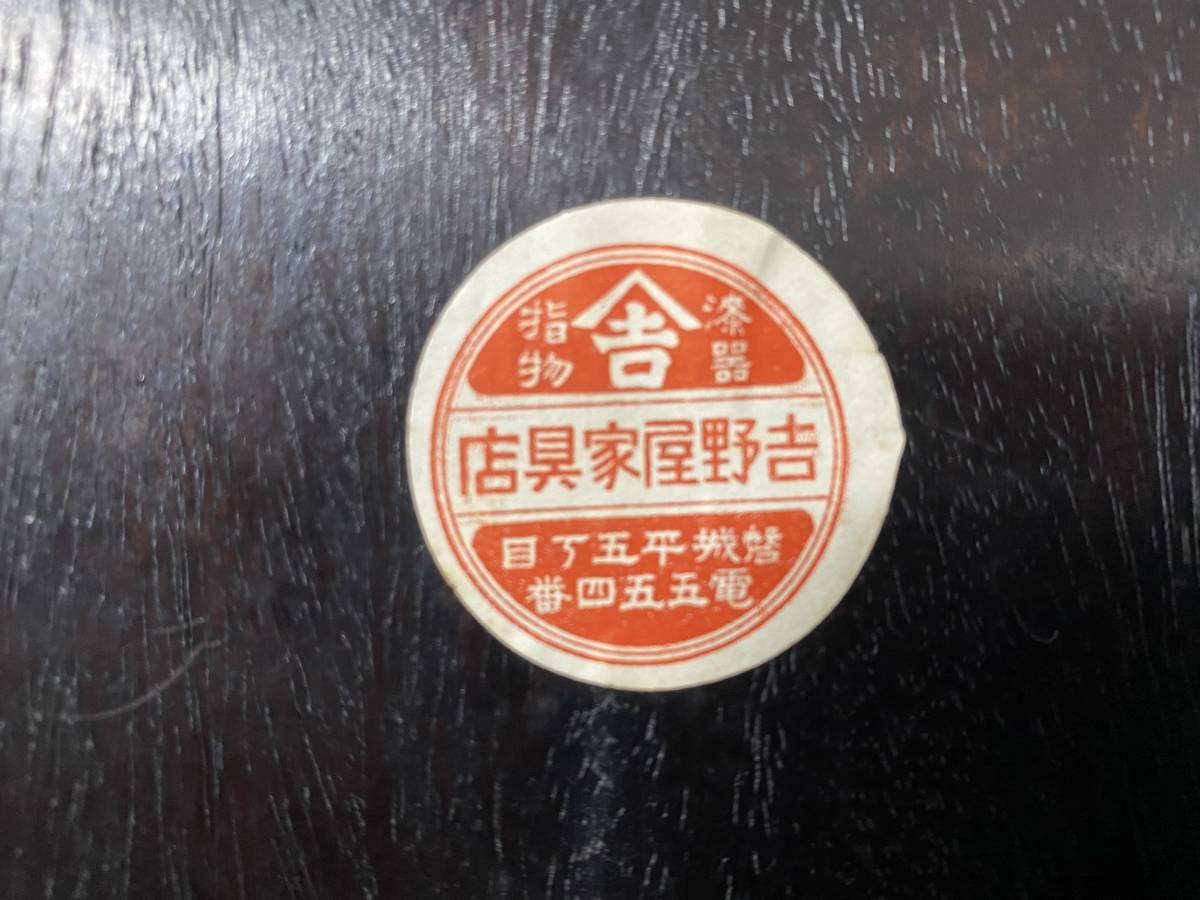 漆器
吉
指物
吉野屋家具店
磐城平五丁目
電五五四番